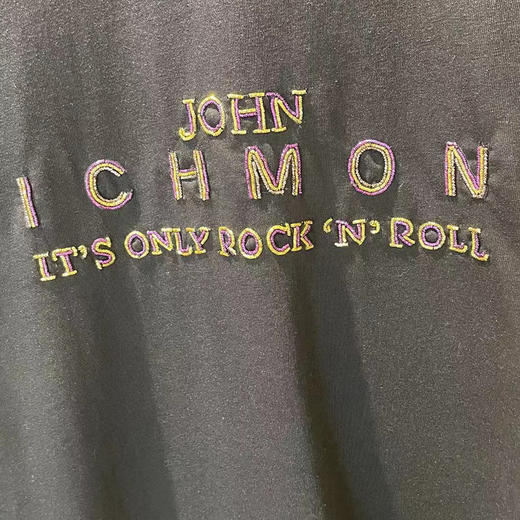 JOHN
ICHMON
IT'S ONLY ROCK 'N' ROLL